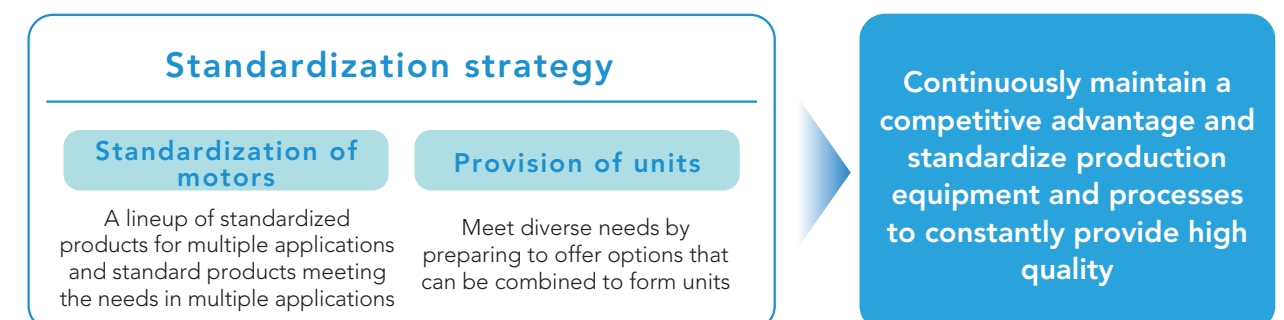 Standardization strategy
Standardization of
motors
A lineup of standardized
products for multiple applications
and standard products meeting
the needs in multiple applications
Provision of units
Meet diverse needs by
preparing to offer options that
can be combined to form units
Continuously maintain a
competitive advantage and
standardize production
equipment and processes
to constantly provide high
quality